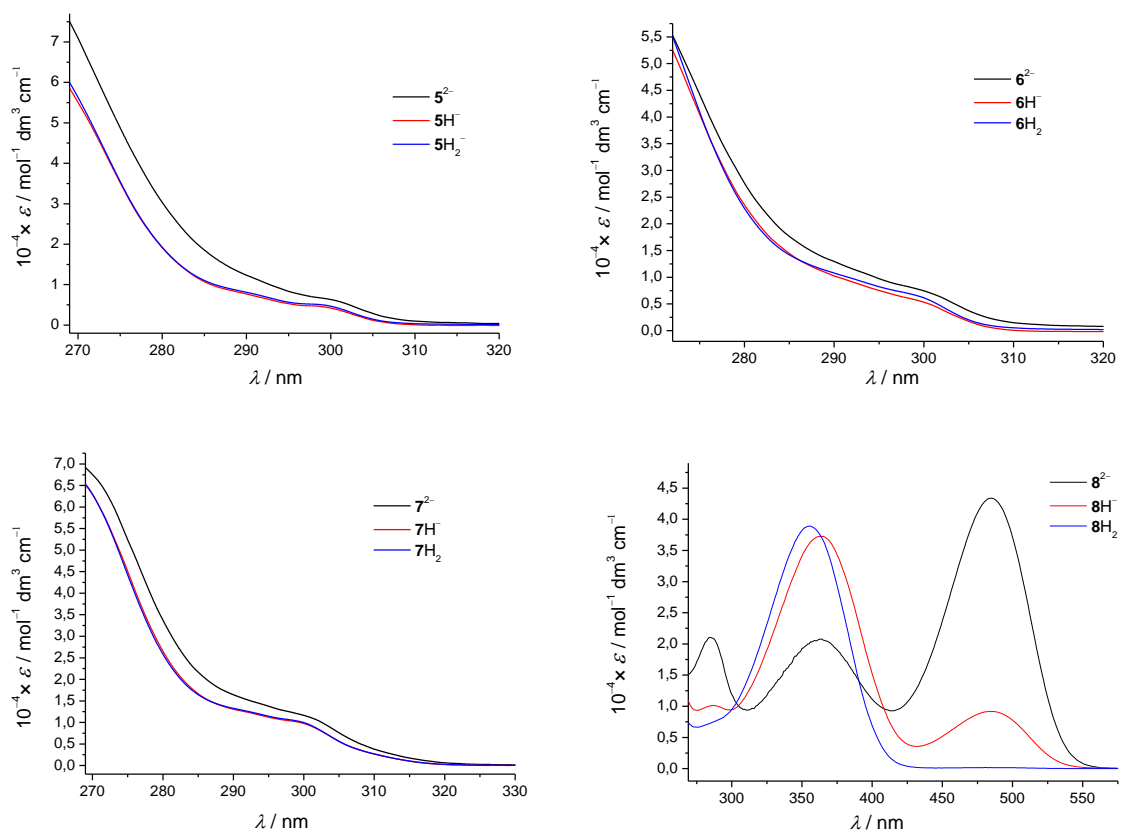 10⁻⁴× ε / mol⁻¹ dm³ cm⁻¹
7
6
5
4
3
2
1
0
5²⁻
5H⁻
5H₂⁻
270 280 290 300 310 320
λ / nm
10⁻⁴× ε / mol⁻¹ dm³ cm⁻¹
5,5
5,0
4,5
4,0
3,5
3,0
2,5
2,0
1,5
1,0
0,5
0,0
6²⁻
6H⁻
6H₂
280 290 300 310 320
λ / nm
10⁻⁴× ε / mol⁻¹ dm³ cm⁻¹
7,0
6,5
6,0
5,5
5,0
4,5
4,0
3,5
3,0
2,5
2,0
1,5
1,0
0,5
0,0
7²⁻
7H⁻
7H₂
270 280 290 300 310 320 330
λ / nm
10⁻⁴× ε / mol⁻¹ dm³ cm⁻¹
4,5
4,0
3,5
3,0
2,5
2,0
1,5
1,0
0,5
0,0
8²⁻
8H⁻
8H₂
300 350 400 450 500 550
λ / nm